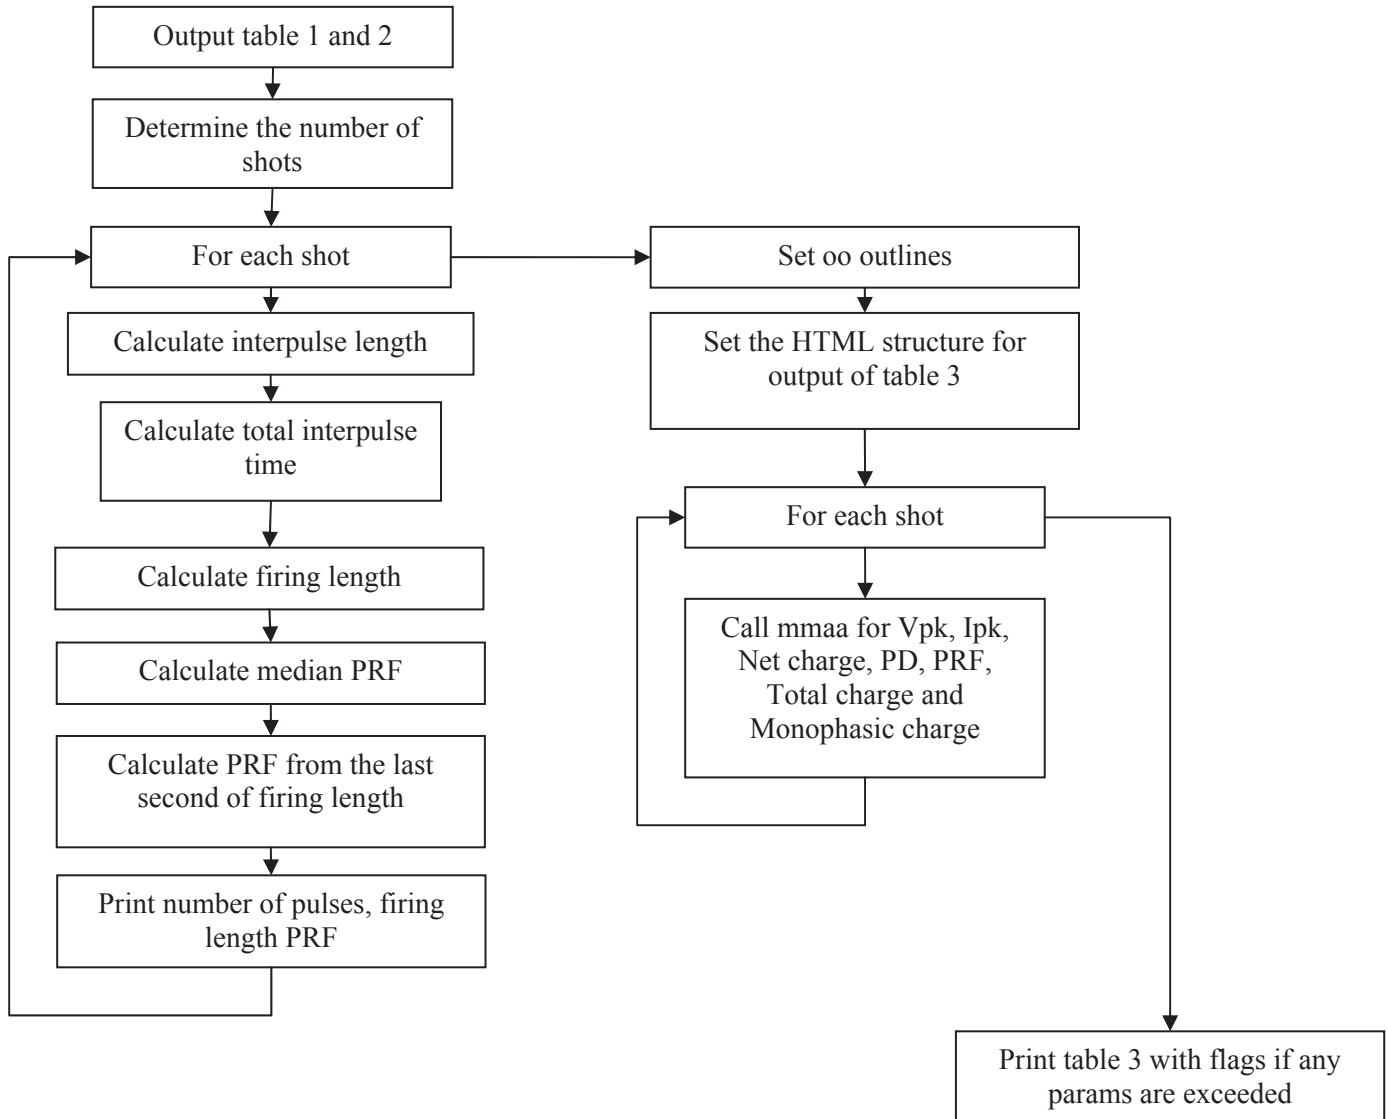 Output table 1 and 2
Determine the number of
shots
For each shot
Calculate interpulse length
Calculate total interpulse
time
Calculate firing length
Calculate median PRF
Calculate PRF from the last
second of firing length
Print number of pulses, firing
length PRF
Set oo outlines
Set the HTML structure for
output of table 3
For each shot
Call mmaa for Vpk, Ipk,
Net charge, PD, PRF,
Total charge and
Monophasic charge
Print table 3 with flags if any
params are exceeded